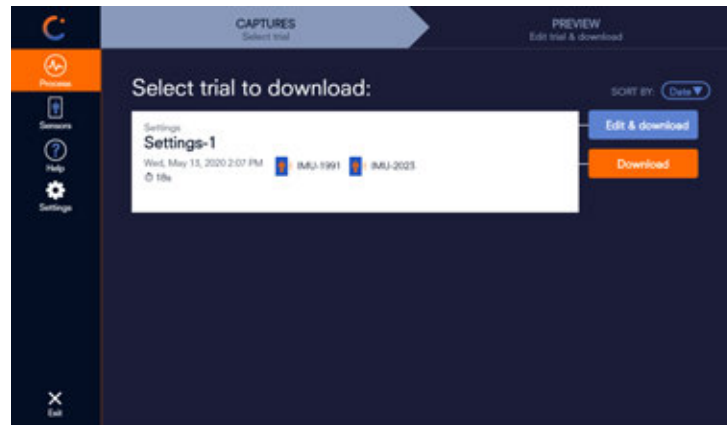 CAPTURES
Select trial
PREVIEW
Edit trial & download
Process
Sensors
Help
Settings
Exit
Select trial to download:
SORT BY: Date▼
Settings
Settings-1
Wed, May 13, 2020 2:07 PM
IMU-1991
IMU-2023
18s
Edit & download
Download